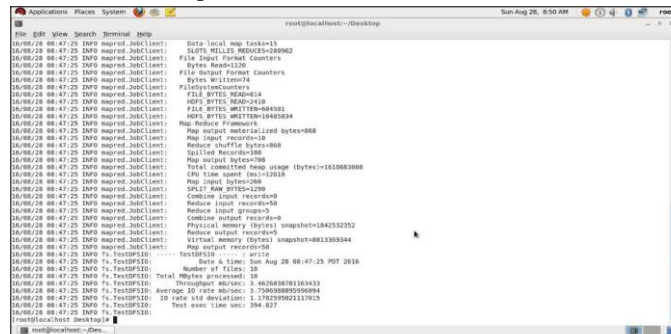 Applications Places System
Sun Aug 28, 8:50 AM
root@localhost:~/Desktop
File Edit View Search Terminal Help
16/08/28 08:47:25 INFO mapred.JobClient: Data-local map tasks=15
16/08/28 08:47:25 INFO mapred.JobClient: SLOTS_MILLIS_REDUCES=280962
16/08/28 08:47:25 INFO mapred.JobClient: File Input Format Counters
16/08/28 08:47:25 INFO mapred.JobClient: Bytes Read=1120
16/08/28 08:47:25 INFO mapred.JobClient: File Output Format Counters
16/08/28 08:47:25 INFO mapred.JobClient: Bytes Written=74
16/08/28 08:47:25 INFO mapred.JobClient: FileSystemCounters
16/08/28 08:47:25 INFO mapred.JobClient: FILE_BYTES_READ=814
16/08/28 08:47:25 INFO mapred.JobClient: HDFS_BYTES_READ=2410
16/08/28 08:47:25 INFO mapred.JobClient: FILE_BYTES_WRITTEN=604501
16/08/28 08:47:25 INFO mapred.JobClient: HDFS_BYTES_WRITTEN=10485834
16/08/28 08:47:25 INFO mapred.JobClient: Map-Reduce Framework
16/08/28 08:47:25 INFO mapred.JobClient: Map output materialized bytes=868
16/08/28 08:47:25 INFO mapred.JobClient: Map input records=10
16/08/28 08:47:25 INFO mapred.JobClient: Reduce shuffle bytes=868
16/08/28 08:47:25 INFO mapred.JobClient: Spilled Records=100
16/08/28 08:47:25 INFO mapred.JobClient: Map output bytes=708
16/08/28 08:47:25 INFO mapred.JobClient: Total committed heap usage (bytes)=1616683008
16/08/28 08:47:25 INFO mapred.JobClient: CPU time spent (ms)=12610
16/08/28 08:47:25 INFO mapred.JobClient: Map input bytes=260
16/08/28 08:47:25 INFO mapred.JobClient: SPLIT_RAW_BYTES=1290
16/08/28 08:47:25 INFO mapred.JobClient: Combine input records=0
16/08/28 08:47:25 INFO mapred.JobClient: Reduce input records=50
16/08/28 08:47:25 INFO mapred.JobClient: Reduce input groups=5
16/08/28 08:47:25 INFO mapred.JobClient: Combine output records=0
16/08/28 08:47:25 INFO mapred.JobClient: Physical memory (bytes) snapshot=1842532352
16/08/28 08:47:25 INFO mapred.JobClient: Reduce output records=5
16/08/28 08:47:25 INFO mapred.JobClient: Virtual memory (bytes) snapshot=8013369344
16/08/28 08:47:25 INFO mapred.JobClient: Map output records=50
16/08/28 08:47:25 INFO fs.TestDFSIO: ----- TestDFSIO ----- : write
16/08/28 08:47:25 INFO fs.TestDFSIO: Date & time: Sun Aug 28 08:47:25 PDT 2016
16/08/28 08:47:25 INFO fs.TestDFSIO: Number of files: 10
16/08/28 08:47:25 INFO fs.TestDFSIO: Total MBytes processed: 10
16/08/28 08:47:25 INFO fs.TestDFSIO: Throughput mb/sec: 3.4626038781163433
16/08/28 08:47:25 INFO fs.TestDFSIO: Average IO rate mb/sec:
16/08/28 08:47:25 INFO fs.TestDFSIO: IO rate std deviation: 1.1702595021117015
16/08/28 08:47:25 INFO fs.TestDFSIO: Test exec time sec: 394.827
16/08/28 08:47:25 INFO fs.TestDFSIO:
[root@localhost Desktop]#
root@localhost:~/Des...